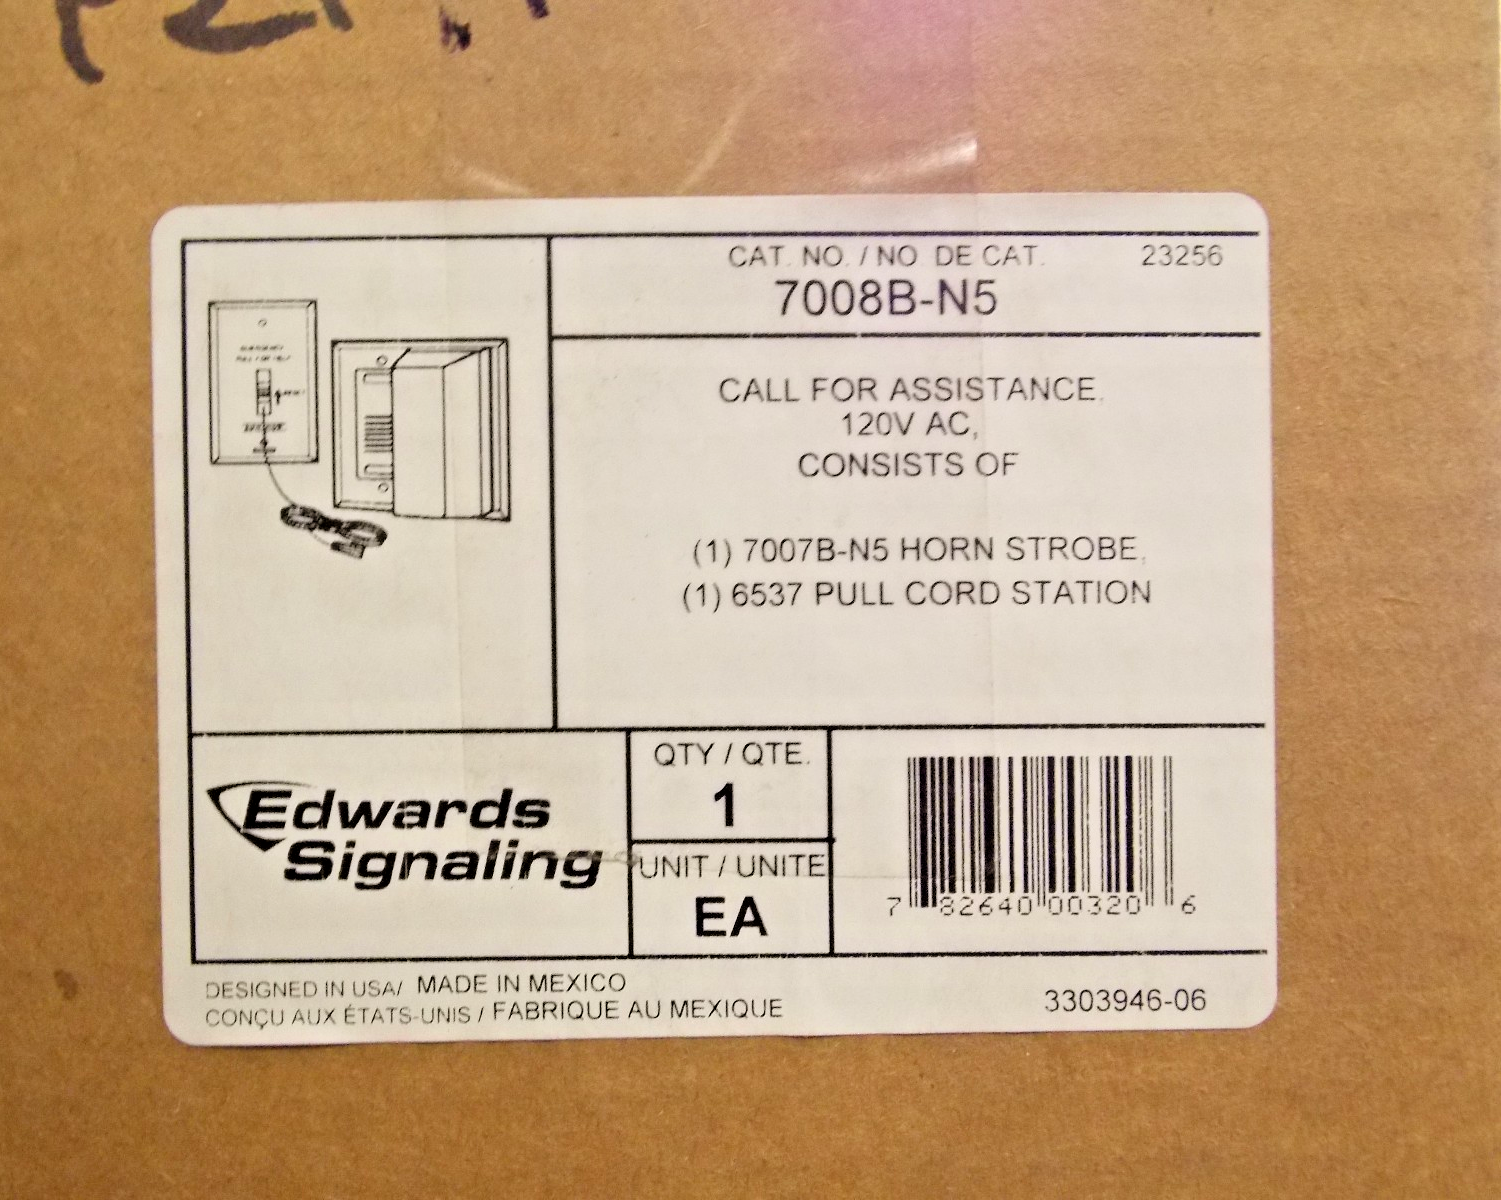 CAT. NO. / NO DE CAT. 23256
7008B-N5
CALL FOR ASSISTANCE.
120V AC,
CONSISTS OF
(1) 7007B-N5 HORN STROBE,
(1) 6537 PULL CORD STATION
Edwards
Signaling
QTY / QTE.
1
UNIT / UNITE
EA
7 82640 00320 6
DESIGNED IN USA/ MADE IN MEXICO
CONÇU AUX ÉTATS-UNIS / FABRIQUE AU MEXIQUE
3303946-06